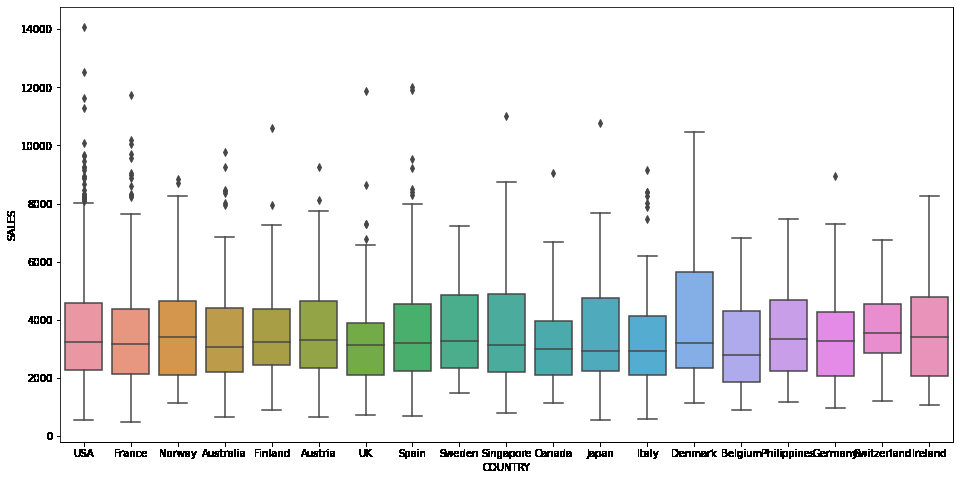 14000
12000
10000
8000
6000
4000
2000
0
SALES
USA France Norway Australia Finland Austria UK Spain Sweden Singapore Canada Japan Italy Denmark Belgium Philippines Germany Switzerland Ireland
COUNTRY